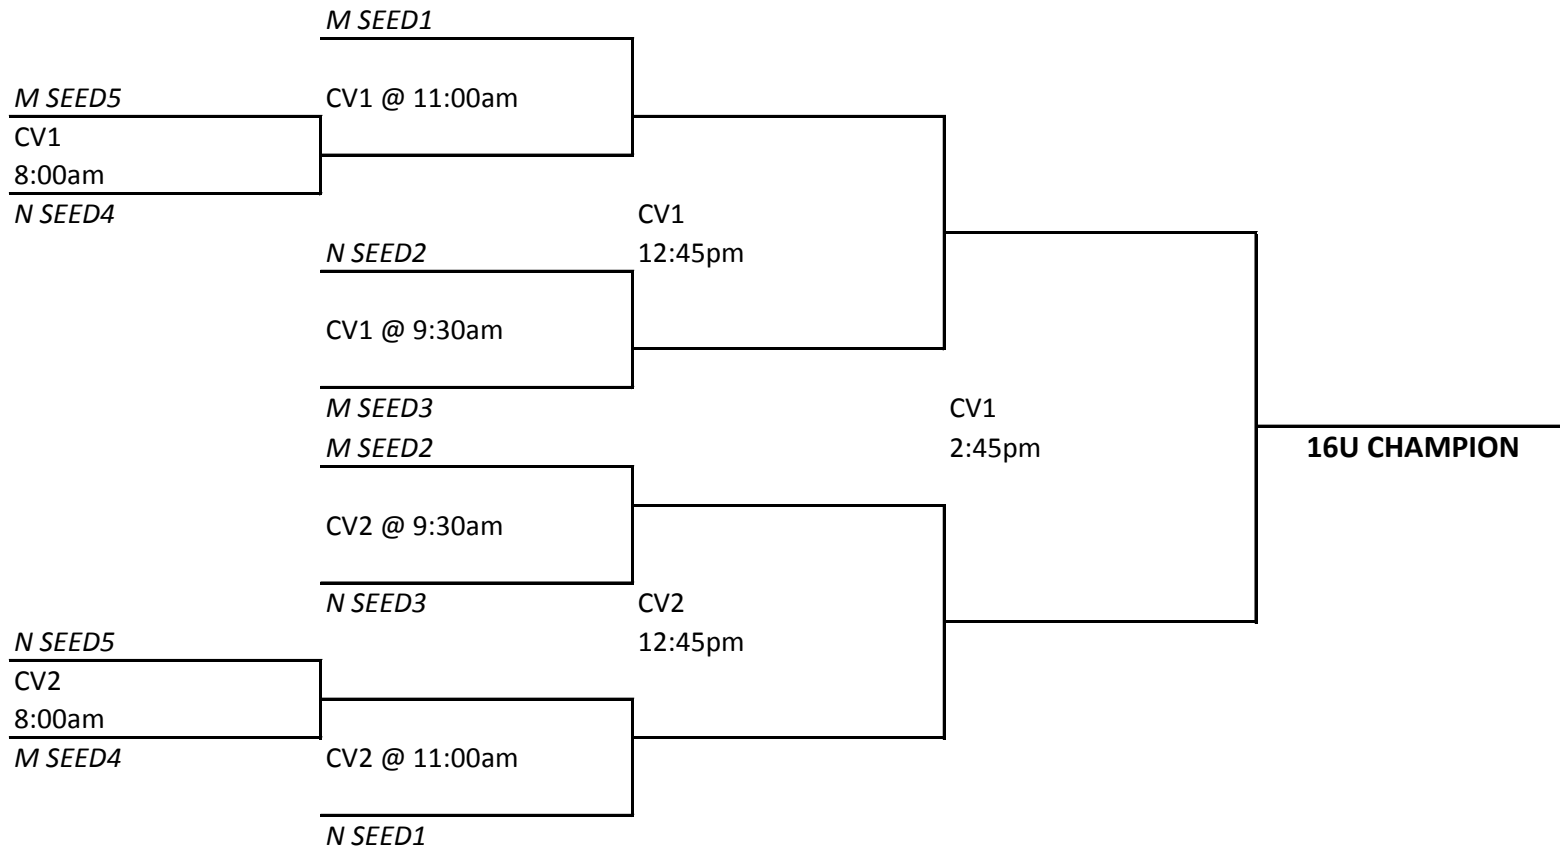 M SEED1
M SEED5
CV1 @ 11:00am
CV1
8:00am
N SEED4
CV1
N SEED2
12:45pm
CV1 @ 9:30am
M SEED3
CV1
M SEED2
2:45pm
16U CHAMPION
CV2 @ 9:30am
N SEED3
CV2
N SEED5
12:45pm
CV2
8:00am
M SEED4
CV2 @ 11:00am
N SEED1